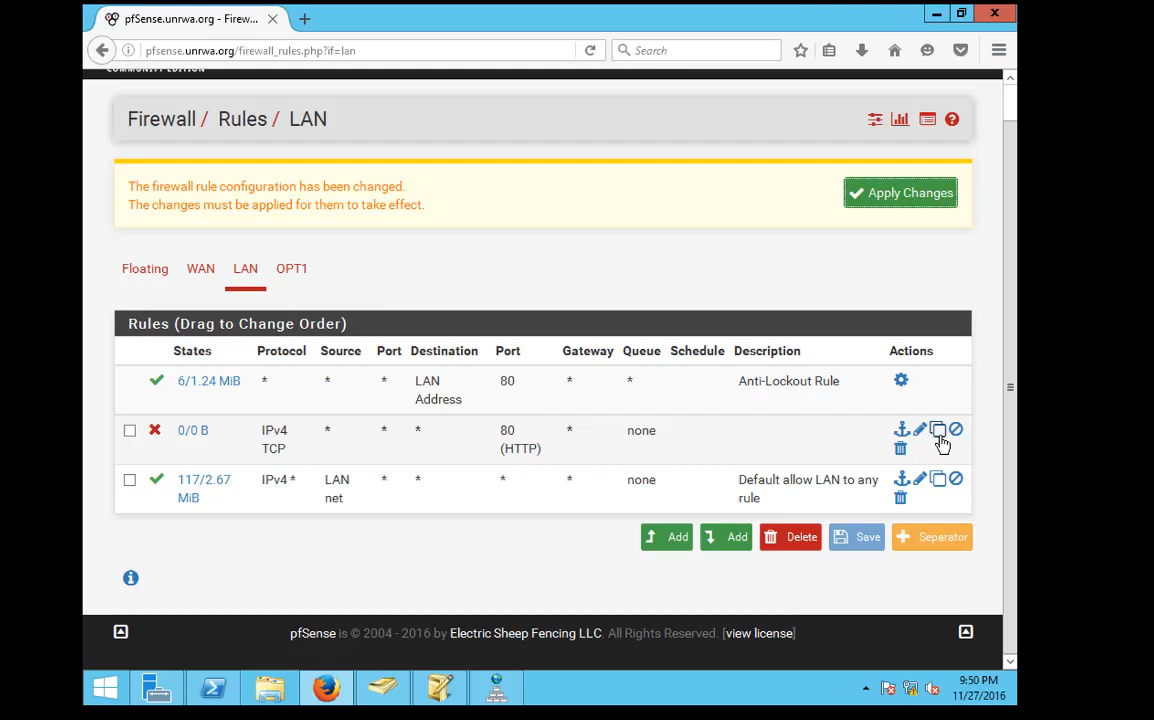 pfSense.unrwa.org - Firew...
pfsense.unrwa.org/firewall_rules.php?if=lan
Search
COMMUNITY EDITION
Firewall / Rules / LAN
The firewall rule configuration has been changed.
The changes must be applied for them to take effect.
Apply Changes
Floating WAN LAN OPT1
Rules (Drag to Change Order)
States Protocol Source Port Destination Port Gateway Queue Schedule Description Actions
6/1.24 MiB * * * LAN 80 * * Anti-Lockout Rule
Address
0/0 B IPv4 * * * 80 * none
TCP (HTTP)
117/2.67 IPv4 * LAN * * * * none Default allow LAN to any
MiB net rule
Add Add Delete Save Separator
pfSense is © 2004 - 2016 by Electric Sheep Fencing LLC. All Rights Reserved. [view license]
9:50 PM
11/27/2016